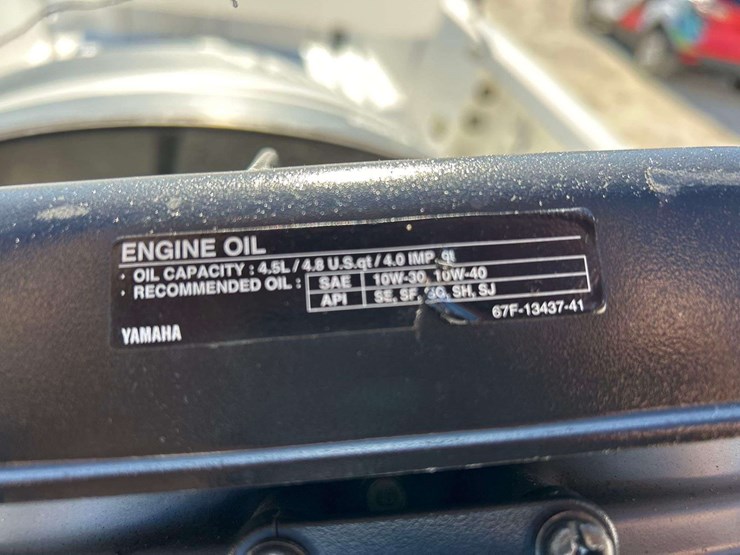 ENGINE OIL
· OIL CAPACITY : 4.5L / 4.8 U.S.qt / 4.0 IMP. qt
· RECOMMENDED OIL : SAE 10W-30, 10W-40
API SE, SF, SG, SH, SJ
67F-13437-41
YAMAHA